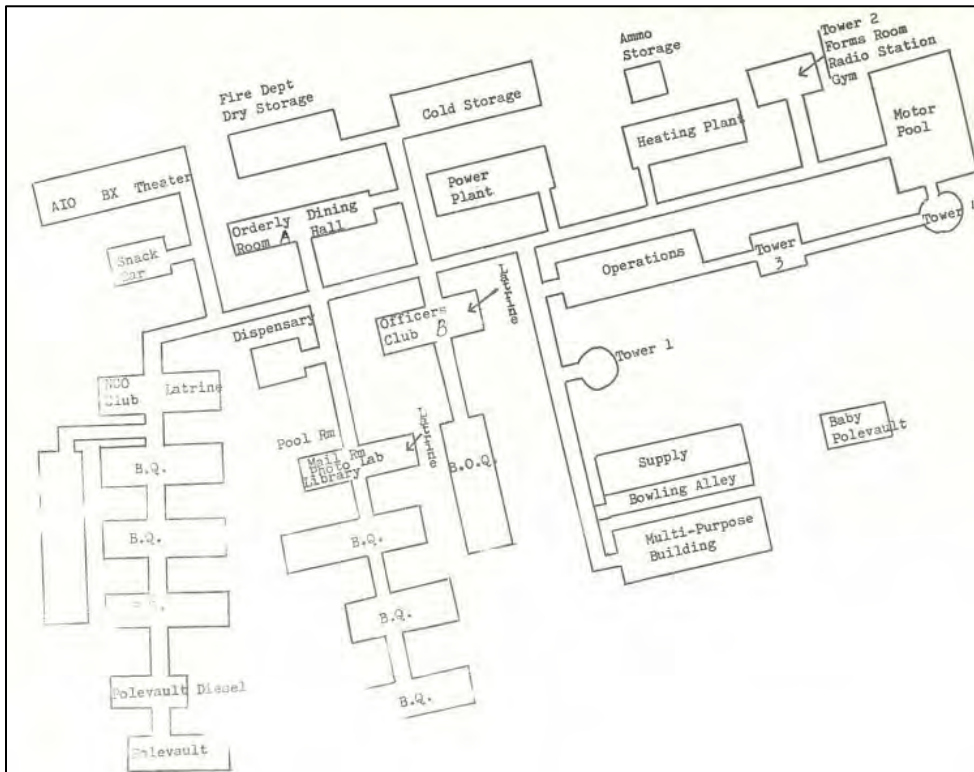 Tower 2
Forms Room
Radio Station
Gym
Ammo
Storage
Fire Dept
Dry Storage
Cold Storage
Heating Plant
Motor
Pool
AIO BX Theater
Power
Plant
Orderly Dining
Room A Hall
Tower
Snack
Operations
Tower
3
Latrine
Officers
Club B
Dispensary
Tower 1
NCO Latrine
Club
Baby
Polevault
Pool Rm
Latrine
Mail Rm
Photo Lab
Library
B.Q.
B.O.Q.
Supply
Bowling Alley
Multi-Purpose
Building
B.Q.
B.Q.
B.Q.
B.Q.
Polevault Diesel
B.Q.
Polevault